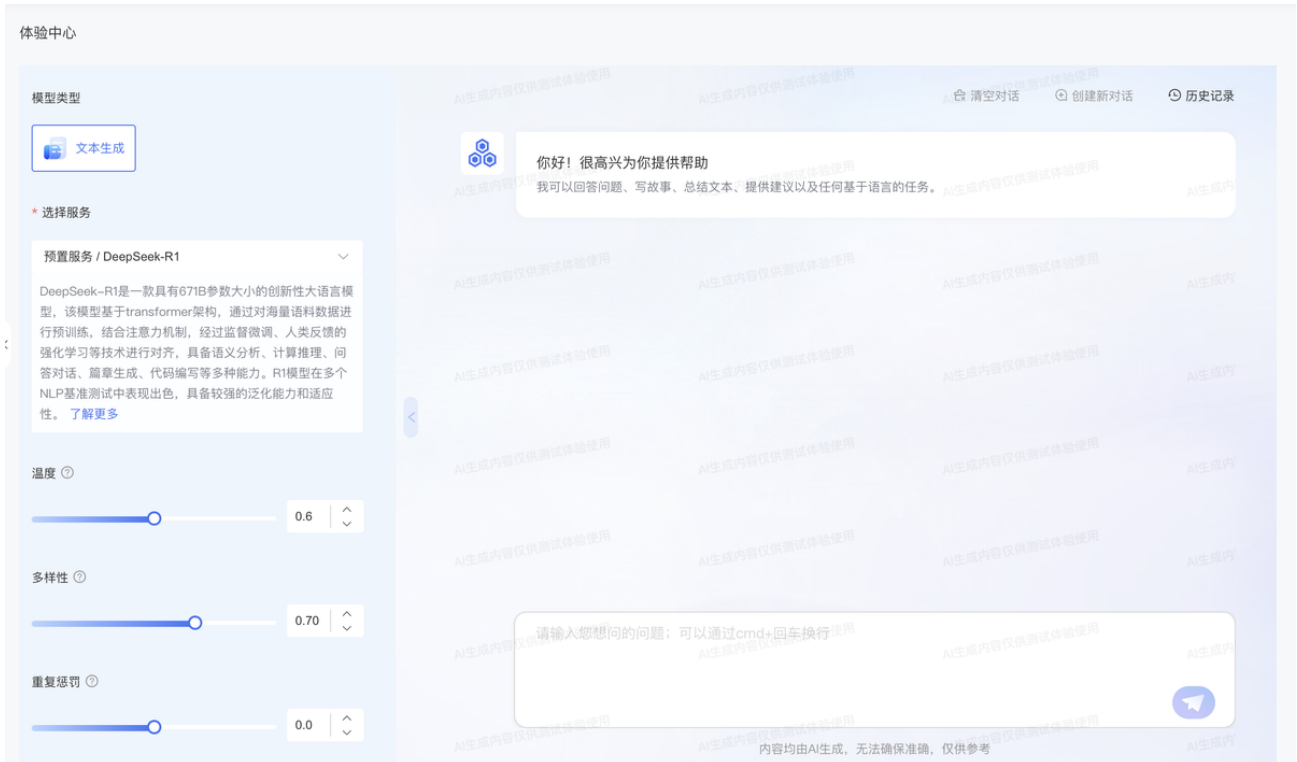 体验中心
模型类型
文本生成
* 选择服务
预置服务 / DeepSeek-R1
DeepSeek-R1是一款具有671B参数大小的创新性大语言模
型，该模型基于transformer架构，通过对海量语料数据进
行预训练，结合注意力机制，经过监督微调、人类反馈的
强化学习等技术进行对齐，具备语义分析、计算推理、问
答对话、篇章生成、代码编写等多种能力。R1模型在多个
NLP基准测试中表现出色，具备较强的泛化能力和适应
性。 了解更多
温度
0.6
多样性
0.70
重复惩罚
0.0
清空对话 创建新对话 历史记录
你好！很高兴为你提供帮助
我可以回答问题、写故事、总结文本、提供建议以及任何基于语言的任务。
AI生成内容仅供测试体验使用
请输入您想问的问题；可以通过cmd+回车换行
内容均由AI生成，无法确保准确，仅供参考